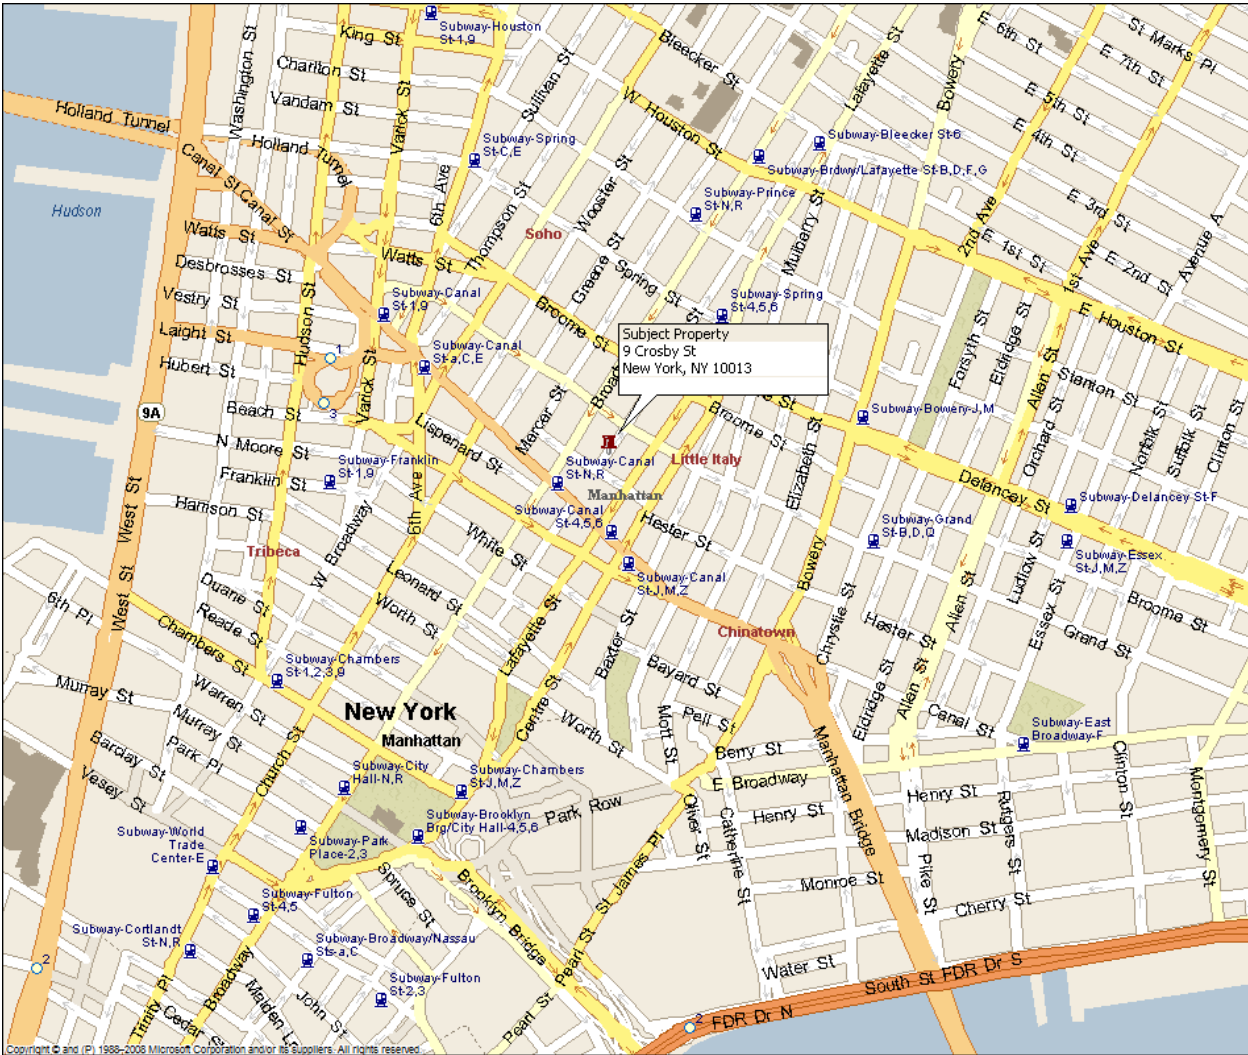 Subway-Houston
St-1,9
King St
Charlton St
Vandam St
Washington St
Varick St
Sullivan St
Bleecker St
Lafayette St
Bowery
E 6th St
St Marks Pl
E 7th St
E 5th St
E 4th St
Holland Tunnel
Holland Tunnel
Canal St
Canal St
W Houston St
Subway-Bleecker St-6
Subway-Brdwy/Lafayette St-B,D,F,G
Subway-Spring
St-C,E
6th Ave
Thompson St
Wooster St
Subway-Prince
St-N,R
Mulberry St
2nd Ave
E 3rd St
E 1st St
1st Ave
E 2nd St
Avenue A
Hudson
Watts St
Watts St
Soho
Desbrosses St
Vestry St
Laight St
Hubert St
Beach St
N Moore St
Franklin St
Harrison St
Hudson St
Varick St
Subway-Canal
St-1,9
Subway-Canal
St-a,C,E
Greene St
Spring St
Broome St
Subway-Spring
St-4,5,6
Subject Property
9 Crosby St
New York, NY 10013
E Houston St
Forsyth St
Eldridge St
Allen St
Stanton St
Orchard St
Norfolk St
Suffolk St
Clinton St
1
3
9A
Lispenard St
Mercer St
Broome St
Subway-Bowery-J,M
Elizabeth St
Delancey St
Subway-Franklin
St-1,9
Subway-Canal
St-N,R
Little Italy
Manhattan
Subway-Canal
St-4,5,6
Hester St
Subway-Grand
St-B,D,Q
Subway-Delancey St-F
Subway-Essex
St-J,M,Z
West St
West St
6th Ave
W Broadway
White St
Tribeca
Leonard St
Worth St
Subway-Canal
St-J,M,Z
Bowery
Ludlow St
Essex St
Broome St
Grand St
6th Pl
Duane St
Reade St
Chambers St
Lafayette St
Baxter St
Chinatown
Chrystie St
Hester St
Allen St
Allen St
Eldridge St
Canal St
Subway-Chambers
St-1,2,3,9
Murray St
Warren St
Murray St
Park Pl
Barclay St
Vesey St
Church St
New York
Manhattan
Centre St
Worth St
Bayard St
Mott St
Pell St
Berry St
E Broadway
Subway-East
Broadway-F
Manhattan Bridge
Clinton St
Montgomery St
Subway-City
Hall-N,R
Subway-Chambers
St-J,M,Z
Subway-Brooklyn
Brg/City Hall-4,5,6
Park Row
Oliver St
Catherine St
Henry St
Henry St
Madison St
Rutgers St
Pike St
Monroe St
Cherry St
Subway-World
Trade
Center-E
Subway-Park
Place-2,3
Spruce St
Brooklyn Bridge
St James Pl
Pearl St
Pearl St
Subway-Fulton
St-4,5
Subway-Cortlandt
St-N,R
Subway-Broadway/Nassau
Sts-a,C
Subway-Fulton
St-2,3
Water St
South St
FDR Dr S
FDR Dr N
2
2
Trinity Pl
Broadway
Cedar St
John St
Copyright © and (P) 1988–2008 Microsoft Corporation and/or its suppliers. All rights reserved.